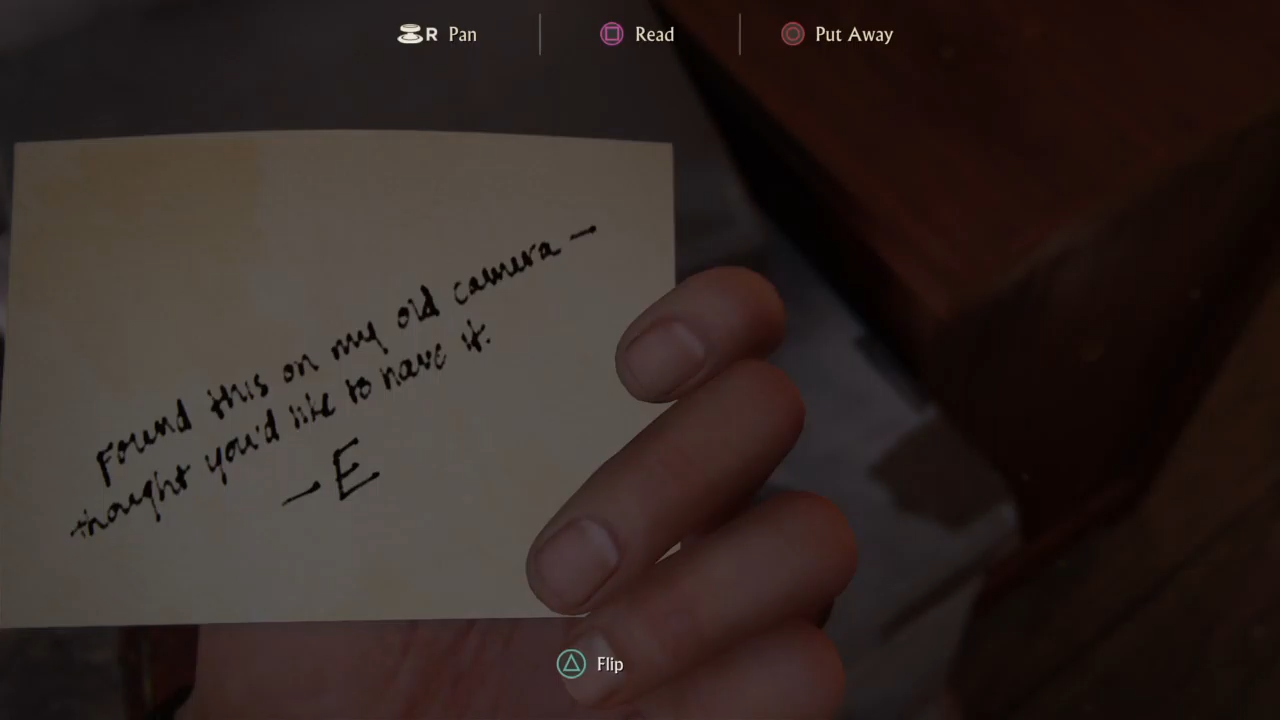 R Pan Read Put Away
Found this on my old camera —
thought you'd like to have it.
— E
Flip